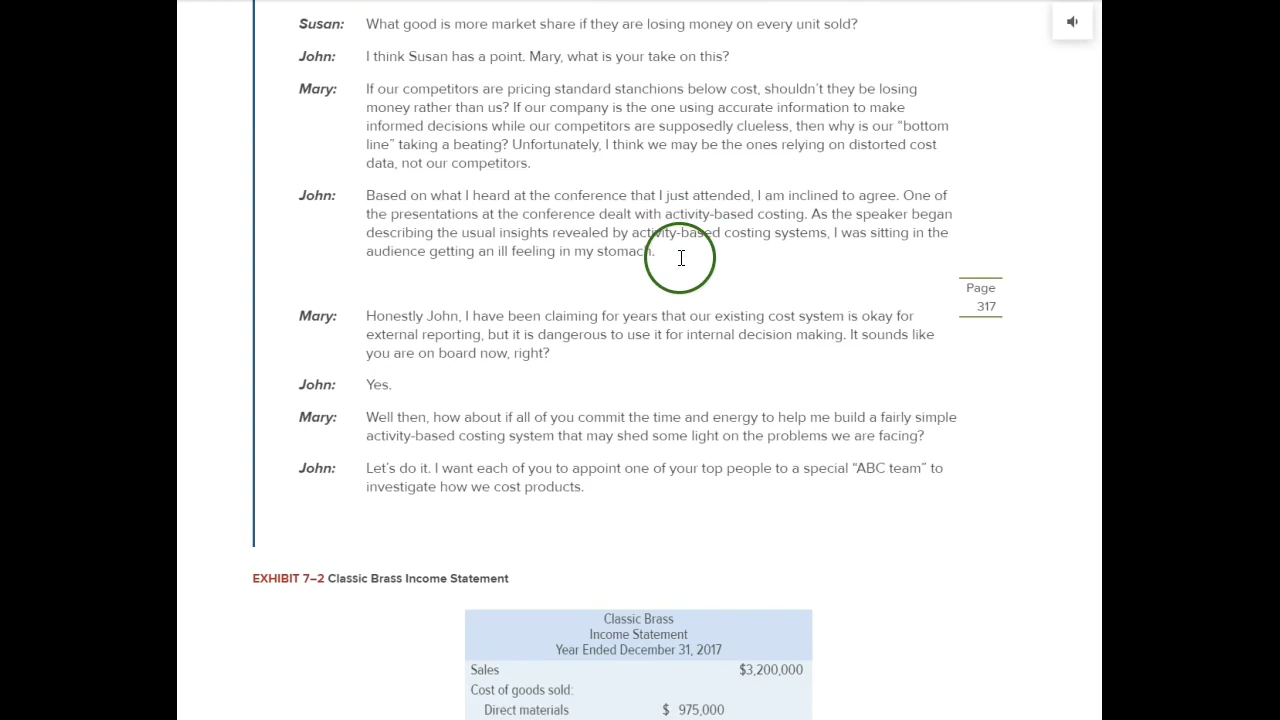 Susan: What good is more market share if they are losing money on every unit sold?
John: I think Susan has a point. Mary, what is your take on this?
Mary: If our competitors are pricing standard stanchions below cost, shouldn’t they be losing
money rather than us? If our company is the one using accurate information to make
informed decisions while our competitors are supposedly clueless, then why is our “bottom
line” taking a beating? Unfortunately, I think we may be the ones relying on distorted cost
data, not our competitors.
John: Based on what I heard at the conference that I just attended, I am inclined to agree. One of
the presentations at the conference dealt with activity-based costing. As the speaker began
describing the usual insights revealed by activity-based costing systems, I was sitting in the
audience getting an ill feeling in my stomach.
Page
317
Mary: Honestly John, I have been claiming for years that our existing cost system is okay for
external reporting, but it is dangerous to use it for internal decision making. It sounds like
you are on board now, right?
John: Yes.
Mary: Well then, how about if all of you commit the time and energy to help me build a fairly simple
activity-based costing system that may shed some light on the problems we are facing?
John: Let’s do it. I want each of you to appoint one of your top people to a special “ABC team” to
investigate how we cost products.
EXHIBIT 7–2 Classic Brass Income Statement
Classic Brass
Income Statement
Year Ended December 31, 2017
Sales $3,200,000
Cost of goods sold:
Direct materials $ 975,000